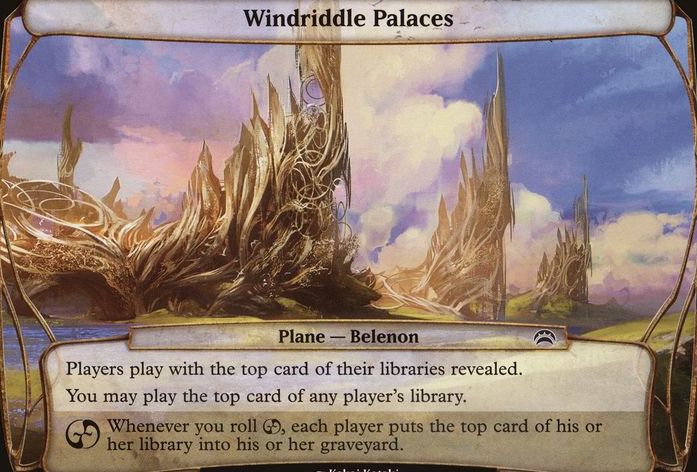 Windriddle Palaces
Plane — Belenon
Players play with the top card of their libraries revealed.
You may play the top card of any player's library.
Whenever you roll , each player puts the top card of his or
her library into his or her graveyard.